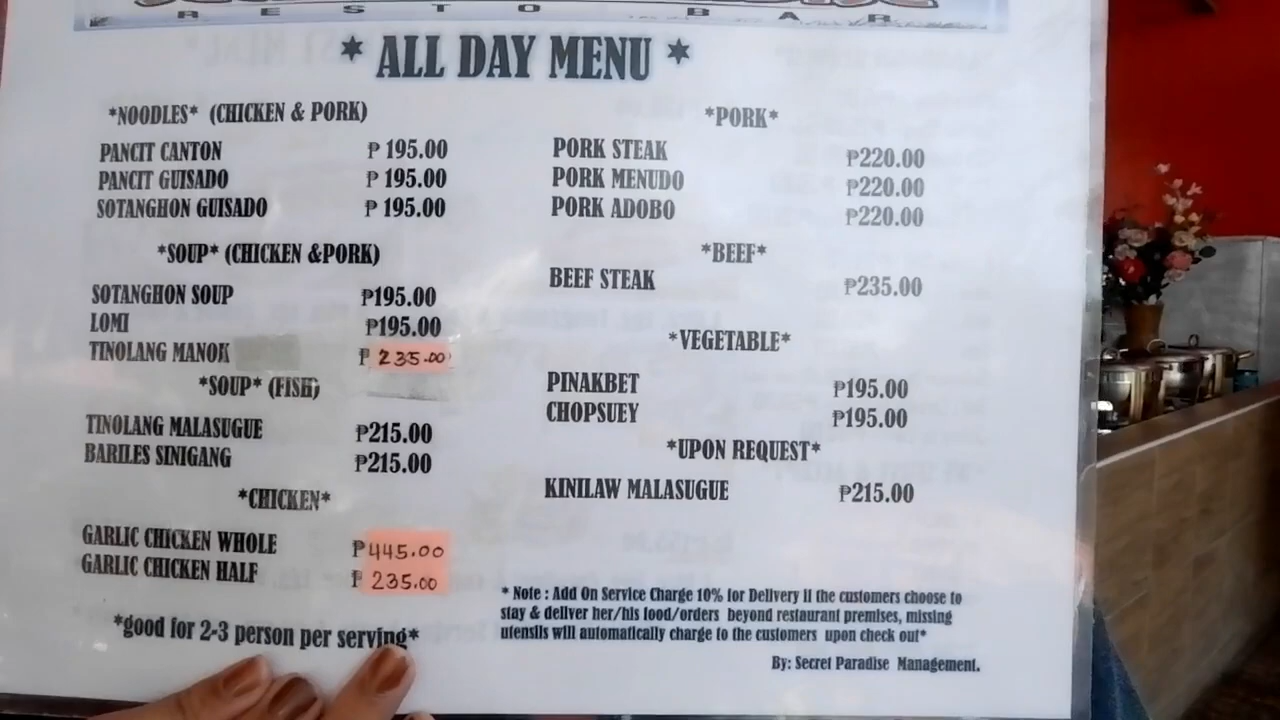 RESTO BAR
* ALL DAY MENU *
*NOODLES* (CHICKEN & PORK)
PANCIT CANTON ₱ 195.00
PANCIT GUISADO ₱ 195.00
SOTANGHON GUISADO ₱ 195.00
*SOUP* (CHICKEN &PORK)
SOTANGHON SOUP ₱195.00
LOMI ₱195.00
TINOLANG MANOK ₱ 235.00
*SOUP* (FISH)
TINOLANG MALASUGUE ₱215.00
BARILES SINIGANG ₱215.00
*CHICKEN*
GARLIC CHICKEN WHOLE ₱445.00
GARLIC CHICKEN HALF ₱ 235.00
*good for 2-3 person per serving*
*PORK*
PORK STEAK ₱220.00
PORK MENUDO ₱220.00
PORK ADOBO ₱220.00
*BEEF*
BEEF STEAK ₱235.00
*VEGETABLE*
PINAKBET ₱195.00
CHOPSUEY ₱195.00
*UPON REQUEST*
KINILAW MALASUGUE ₱215.00
* Note : Add On Service Charge 10% for Delivery if the customers choose to
stay & deliver her/his food/orders beyond restaurant premises, missing
utensils will automatically charge to the customers upon check out*
By: Secret Paradise Management.